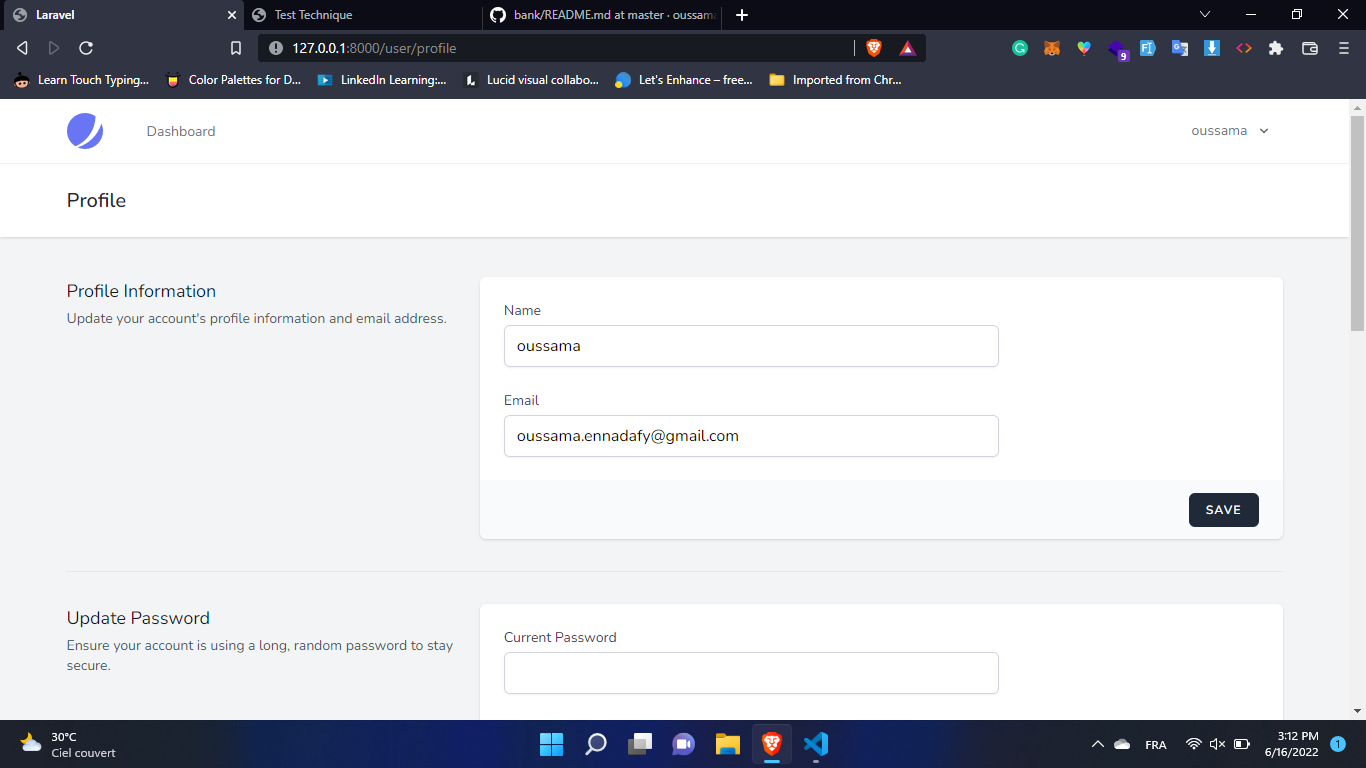 Laravel
Test Technique
bank/README.md at master · oussam
127.0.0.1:8000/user/profile
9
Learn Touch Typing...
Color Palettes for D...
LinkedIn Learning:...
Lucid visual collabo...
Let's Enhance – free...
Imported from Chr...
Dashboard
oussama
Profile
Profile Information
Update your account's profile information and email address.
Name
oussama
Email
oussama.ennadafy@gmail.com
SAVE
Update Password
Ensure your account is using a long, random password to stay
secure.
Current Password
30°C
Ciel couvert
FRA
3:12 PM
6/16/2022
1